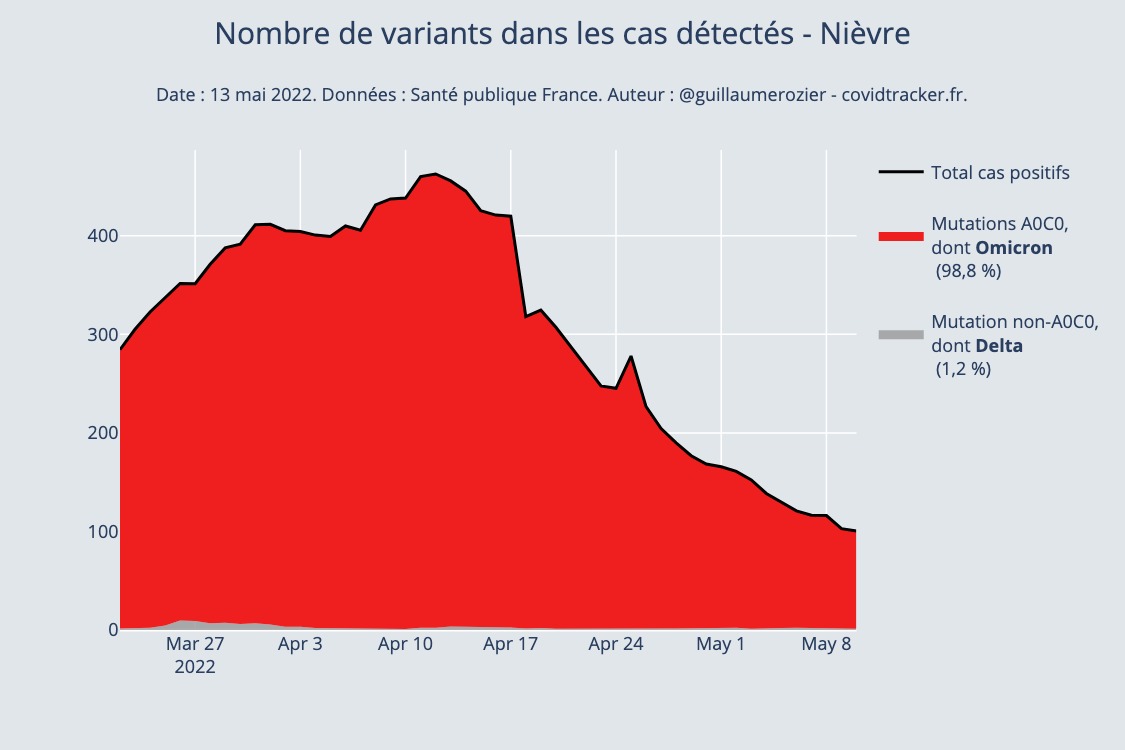 Nombre de variants dans les cas détectés - Nièvre
Date : 13 mai 2022. Données : Santé publique France. Auteur : @guillaumerozier - covidtracker.fr.
Total cas positifs
Mutations A0C0,
dont Omicron
(98,8 %)
Mutation non-A0C0,
dont Delta
(1,2 %)
400
300
200
100
0
Mar 27
2022
Apr 3
Apr 10
Apr 17
Apr 24
May 1
May 8